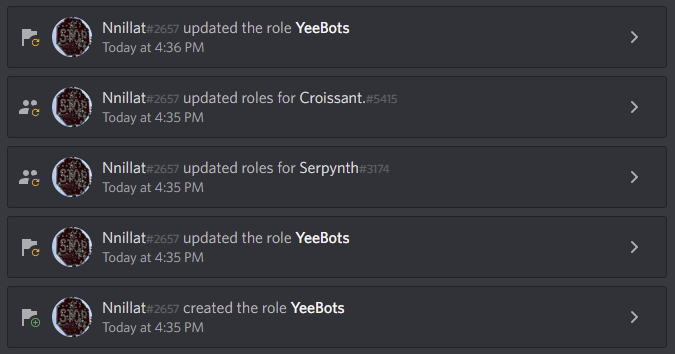 Nnillat#2657 updated the role YeeBots
Today at 4:36 PM
Nnillat#2657 updated roles for Croissant.#5415
Today at 4:35 PM
Nnillat#2657 updated roles for Serpynth#3174
Today at 4:35 PM
Nnillat#2657 updated the role YeeBots
Today at 4:35 PM
Nnillat#2657 created the role YeeBots
Today at 4:35 PM